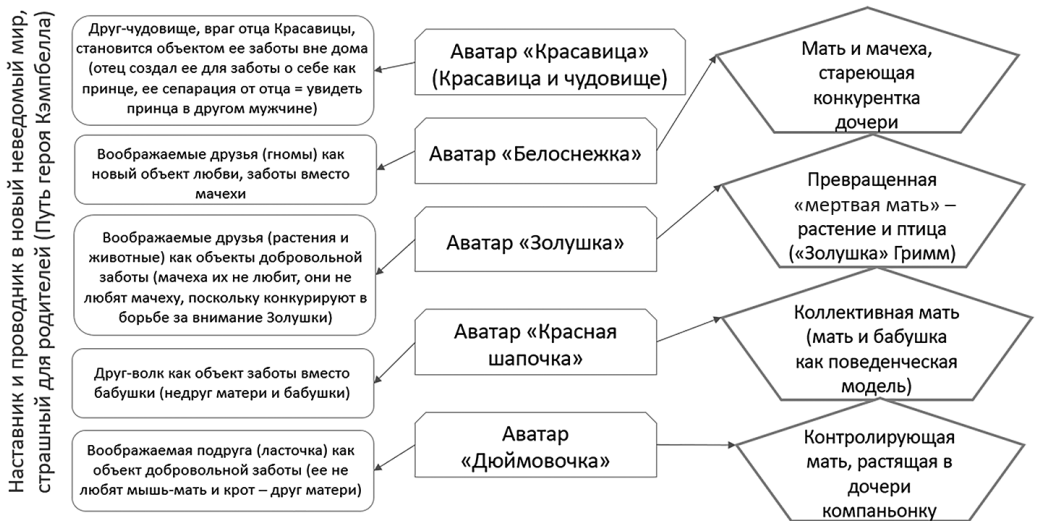 Наставник и проводник в новый неведомый мир,
страшный для родителей (Путь героя Кэмпбелла)
Друг-чудовище, враг отца Красавицы,
становится объектом ее заботы вне дома
(отец создал ее для заботы о себе как
принце, ее сепарация от отца = увидеть
принца в другом мужчине)
Воображаемые друзья (гномы) как
новый объект любви, заботы вместо
мачехи
Воображаемые друзья (растения и
животные) как объекты добровольной
заботы (мачеха их не любит, они не
любят мачеху, поскольку конкурируют в
борьбе за внимание Золушки)
Друг-волк как объект заботы вместо
бабушки (недруг матери и бабушки)
Воображаемая подруга (ласточка) как
объект добровольной заботы (ее не
любят мышь-мать и крот – друг матери)
Аватар «Красавица»
(Красавица и чудовище)
Аватар «Белоснежка»
Аватар «Золушка»
Аватар «Красная
шапочка»
Аватар
«Дюймовочка»
Мать и мачеха,
стареющая
конкурентка
дочери
Превращенная
«мертвая мать» –
растение и птица
(«Золушка» Гримм)
Коллективная мать
(мать и бабушка
как поведенческая
модель)
Контролирующая
мать, растящая в
дочери
компаньонку